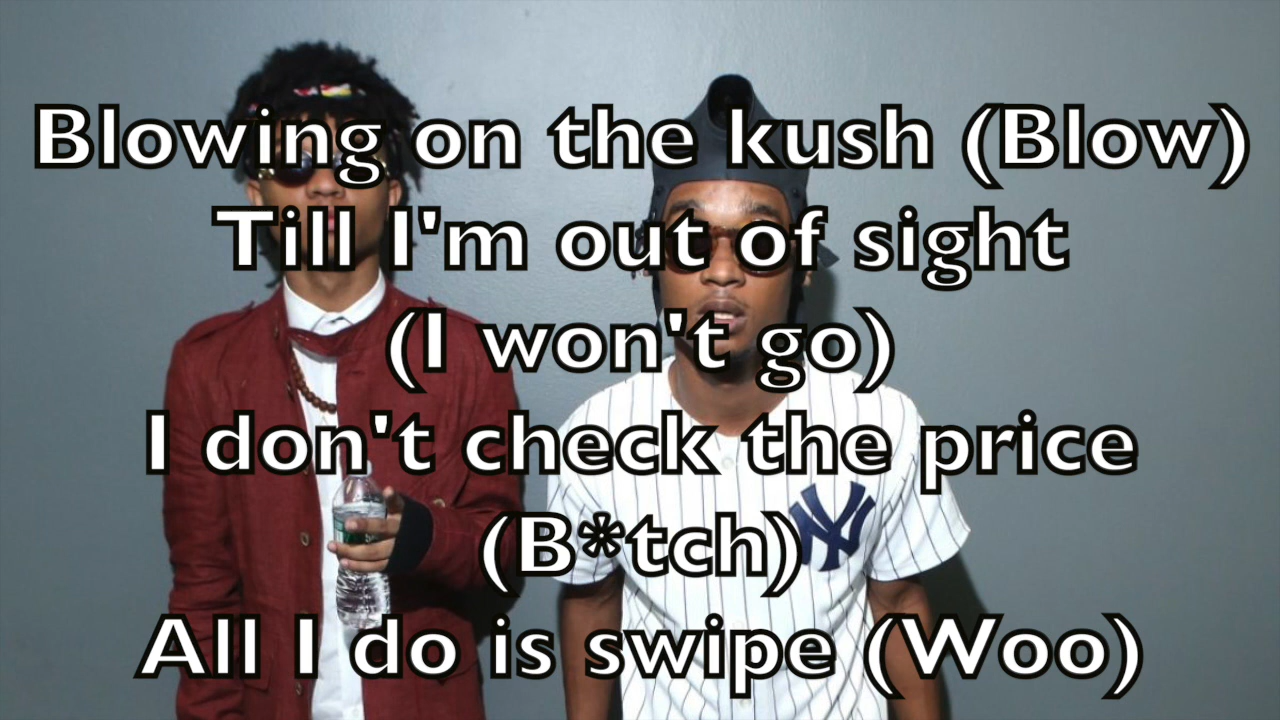 Blowing on the kush (Blow)
Till I'm out of sight
(I won't go)
I don't check the price
(B*tch)
All I do is swipe (Woo)
NY